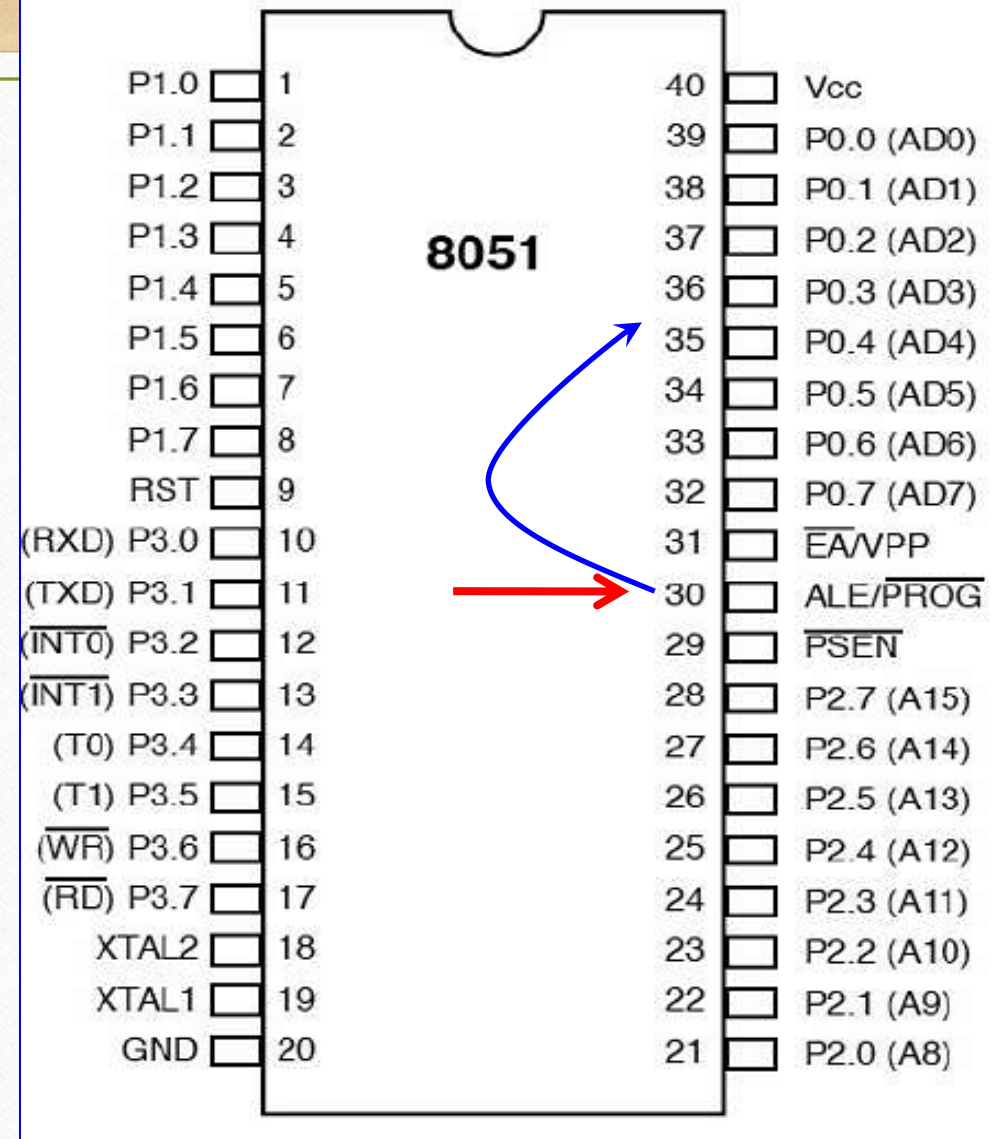 P1.0 1 40 Vcc
P1.1 2 39 P0.0 (AD0)
P1.2 3 38 P0.1 (AD1)
8051
P1.3 4 37 P0.2 (AD2)
P1.4 5 36 P0.3 (AD3)
P1.5 6 35 P0.4 (AD4)
P1.6 7 34 P0.5 (AD5)
P1.7 8 33 P0.6 (AD6)
RST 9 32 P0.7 (AD7)
(RXD) P3.0 10 31 EA/VPP
(TXD) P3.1 11 30 ALE/PROG
(INT0) P3.2 12 29 PSEN
(INT1) P3.3 13 28 P2.7 (A15)
(T0) P3.4 14 27 P2.6 (A14)
(T1) P3.5 15 26 P2.5 (A13)
(WR) P3.6 16 25 P2.4 (A12)
(RD) P3.7 17 24 P2.3 (A11)
XTAL2 18 23 P2.2 (A10)
XTAL1 19 22 P2.1 (A9)
GND 20 21 P2.0 (A8)